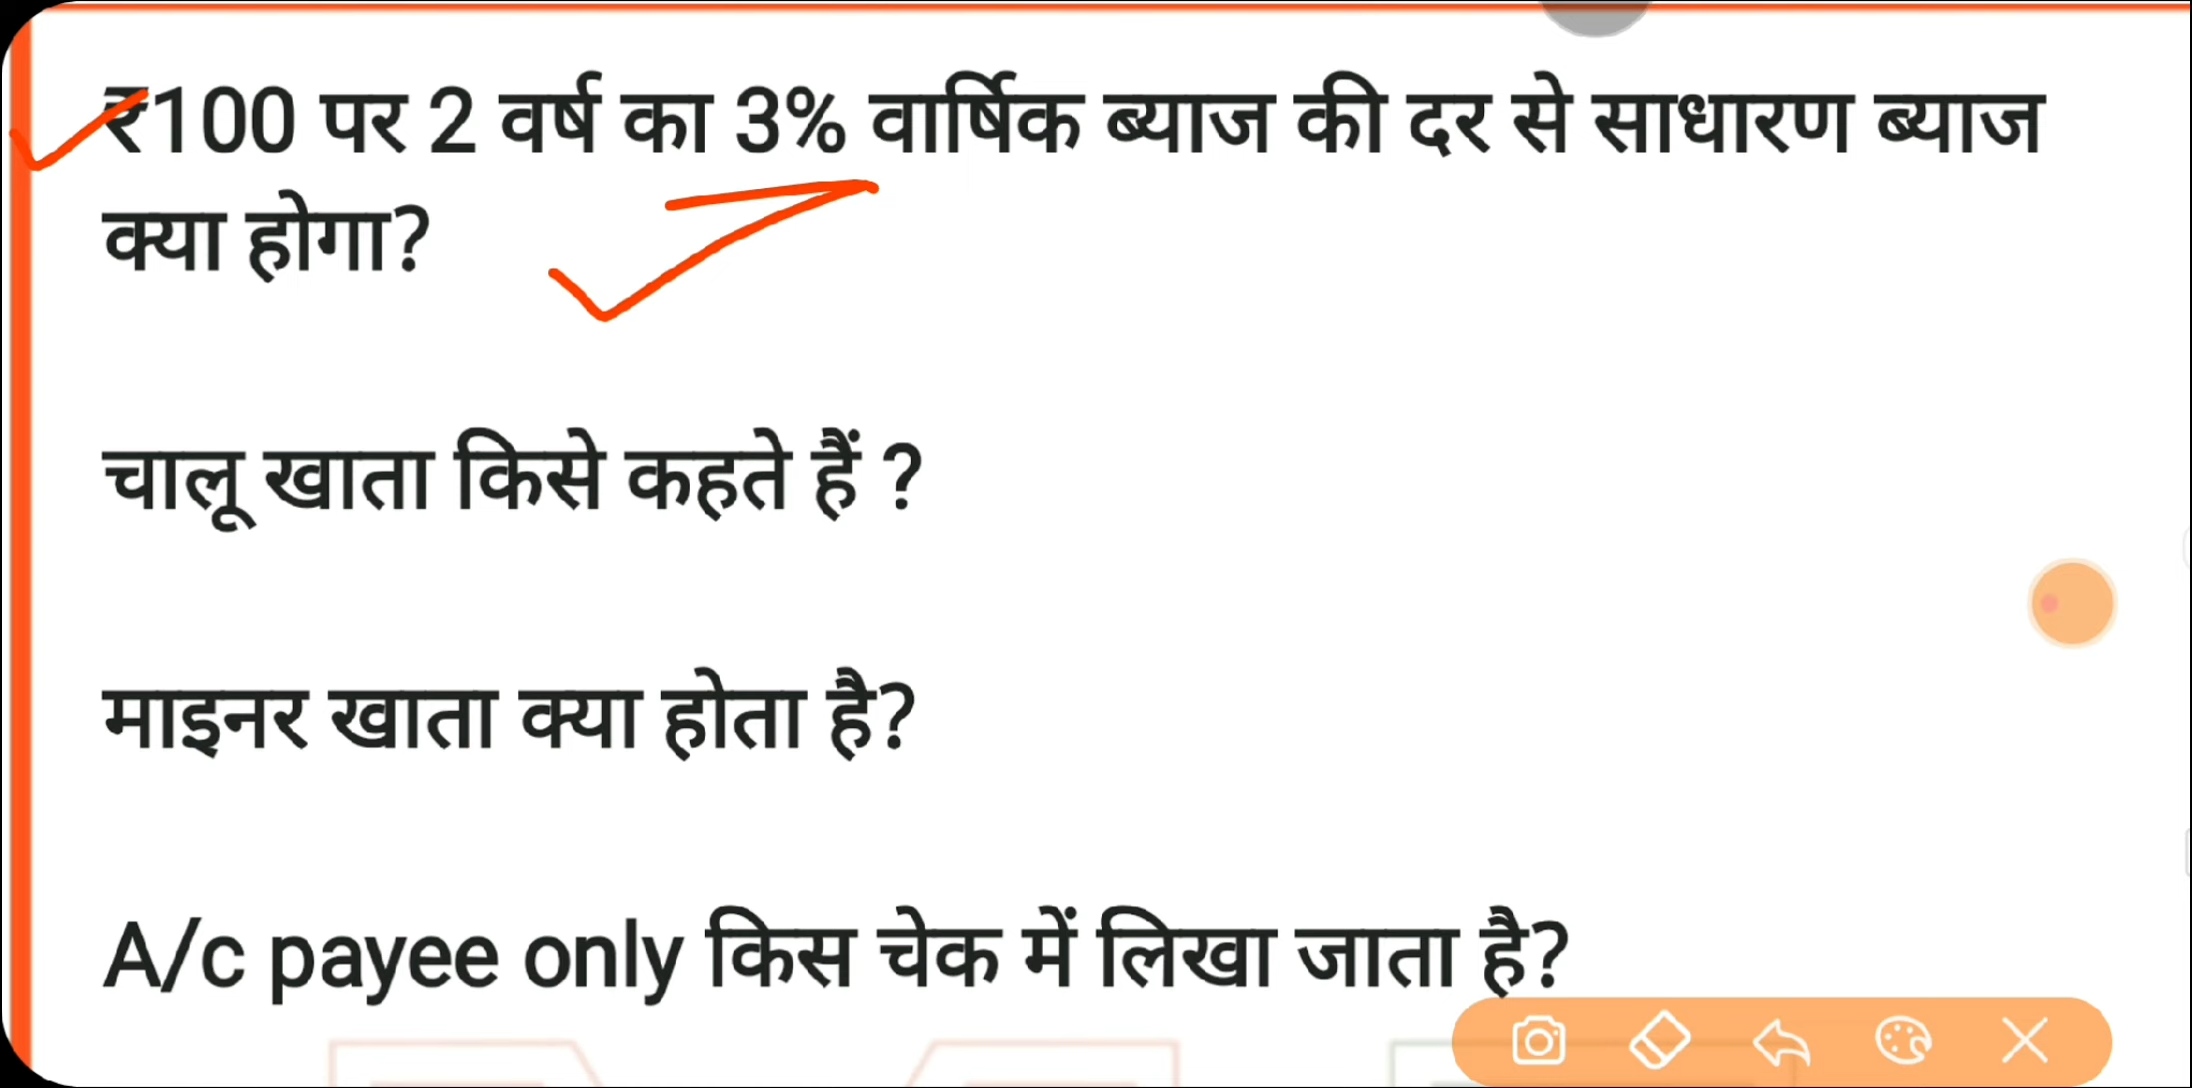 ₹100 पर 2 वर्ष का 3% वार्षिक ब्याज की दर से साधारण ब्याज
क्या होगा?
चालू खाता किसे कहते हैं ?
माइनर खाता क्या होता है?
A/c payee only किस चेक में लिखा जाता है?